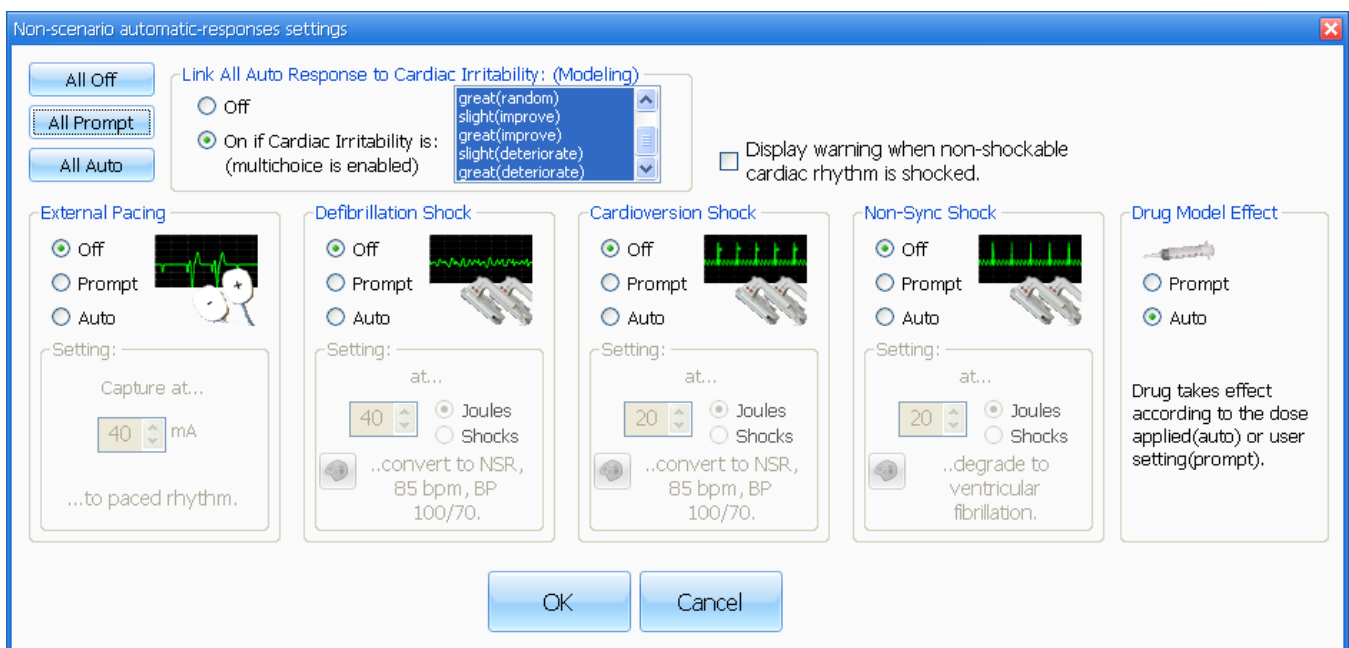 Non-scenario automatic-responses settings
All Off
All Prompt
All Auto
Link All Auto Response to Cardiac Irritability: (Modeling)
Off
On if Cardiac Irritability is:
(multichoice is enabled)
great(random)
slight(improve)
great(improve)
slight(deteriorate)
great(deteriorate)
Display warning when non-shockable
cardiac rhythm is shocked.
External Pacing
Off
Prompt
Auto
Setting:
Capture at...
40 mA
...to paced rhythm.
Defibrillation Shock
Off
Prompt
Auto
Setting:
at...
40
Joules
Shocks
..convert to NSR,
85 bpm, BP
100/70.
Cardioversion Shock
Off
Prompt
Auto
Setting:
at...
20
Joules
Shocks
..convert to NSR,
85 bpm, BP
100/70.
Non-Sync Shock
Off
Prompt
Auto
Setting:
at...
20
Joules
Shocks
..degrade to
ventricular
fibrillation.
Drug Model Effect
Prompt
Auto
Drug takes effect
according to the dose
applied(auto) or user
setting(prompt).
OK
Cancel